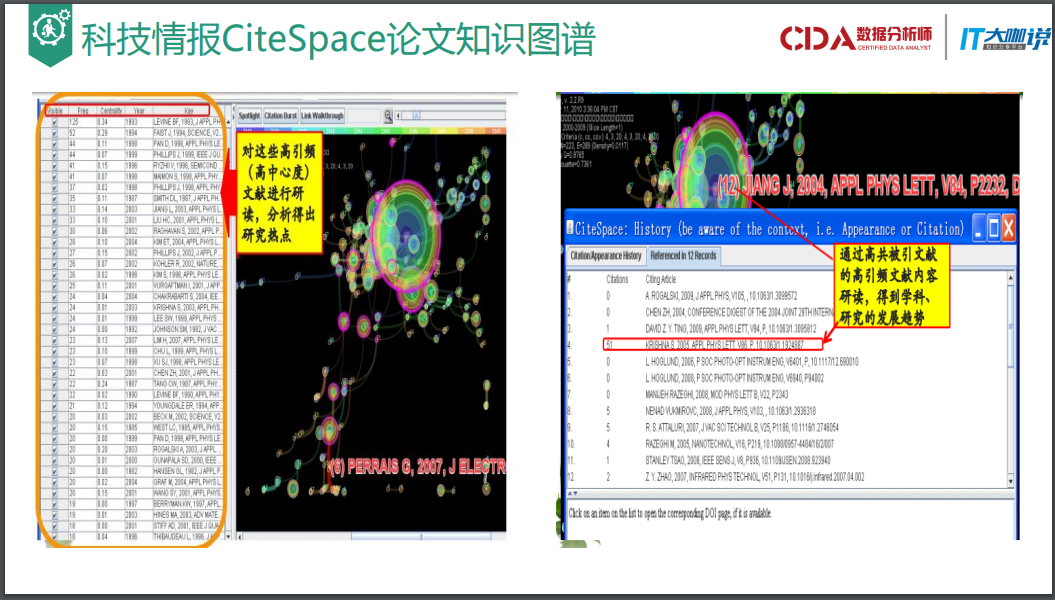 科技情报CiteSpace论文知识图谱
CDA 数据分析师
CERTIFIED DATA ANALYST
IT大咖说
知识分享平台
Visible Freq Centrality Year Key
125 0.34 1993 LEVINE BF, 1993, J APPL PH
52 0.28 1994 FAIST J, 1994, SCIENCE, V2
44 0.11 1998 PAN D, 1998, APPL PHYS LE
44 0.07 1999 PHILLIPS J, 1999, IEEE J QU
41 0.15 1996 RYZHII V, 1996, SEMICOND
41 0.07 1998 MAIMON S, 1998, APPL PHY
37 0.02 1998 PHILLIPS J, 1998, APPL PHY
35 0.11 1987 SMITH DL, 1987, J APPL PH
33 0.14 2003 JIANG L, 2003, APPL PHYS L
33 0.10 2001 LIU HC, 2001, APPL PHYS L
30 0.06 2002 RAGHAVAN S, 2002, APPL P
28 0.10 2004 KIM ET, 2004, APPL PHYS L
27 0.15 2002 PHILLIPS J, 2002, J APPL PH
26 0.07 2002 KOHLER R, 2002, NATURE,
26 0.02 1998 KIM S, 1998, APPL PHYS LE
25 0.11 2001 VURGAFTMAN I, 2001, J APP
24 0.04 2004 CHAKRABARTI S, 2004, IEE
24 0.01 2003 KRISHNA S, 2003, APPL PH
24 0.01 1999 LEE SW, 1999, APPL PHYS
24 0.00 1992 JOHNSON SM, 1992, J VAC
23 0.13 2007 LIM H, 2007, APPL PHYS LE
23 0.10 1999 CHU L, 1999, APPL PHYS LE
23 0.07 1998 XU SJ, 1998, APPL PHYS LE
22 0.03 2001 CHEN ZH, 2001, J APPL PH
22 0.24 1987 TANG CW, 1987, APPL PHY
22 0.02 1990 LEVINE BF, 1990, APPL PHY
21 0.12 1994 YOUNGDALE ER, 1994, APP
20 0.03 2002 BECK M, 2002, SCIENCE, V2
20 0.15 1985 WEST LC, 1985, APPL PHYS
20 0.00 1999 PAN D, 1999, APPL PHYS LE
20 0.20 2003 ROGALSKI A, 2003, J APPL
20 0.01 2000 GUNAPALA SD, 2000, IEEE
20 0.00 1982 HANSEN GL, 1982, J APPL P
20 0.02 2004 GRAF M, 2004, APPL PHYS L
20 0.15 2001 WANG SY, 2001, APPL PHYS
19 0.00 1997 BERRYMAN KW, 1997, APPL
19 0.01 2003 HINES MA, 2003, ADV MATE
18 0.00 2001 STIFF AD, 2001, IEEE J QUA
18 0.04 1996 THIBAUDEAU L, 1996, J
Spotlight Citation Burst Link Walkthrough
对这些高引频
（高中心度）
文献进行研
读，分析得出
研究热点
(6) PERRAIS G, 2007, J ELECTR
(12) JIANG J, 2004, APPL PHYS LETT, V84, P2232, D
CiteSpace: History (be aware of the context, i.e. Appearance or Citation)
Citation/Appearance History Referenced in 12 Records
# Citations Citing Article
1. 0 A. ROGALSKI, 2009, J APPL PHYS, V105, , 10.1063/1.3099572
2. 0 CHEN ZH, 2004, CONFERENCE DIGEST OF THE 2004 JOINT 29TH INTERN
3. 1 DAVID Z. Y. TING, 2009, APPL PHYS LETT, V94, P, 10.1063/1.3095812
4. 51 KRISHNA S, 2005, APPL PHYS LETT, V86, P, 10.1063/1.1924887
5. 0 L. HOGLUND, 2006, P SOC PHOTO-OPT INSTRUM ENG, V6401, P, 10.1117/12.690010
6. 0 L. HOGLUND, 2008, P SOC PHOTO-OPT INSTRUM ENG, V6940, P94002
7. 0 MANIJEH RAZEGHI, 2008, MOD PHYS LETT B, V22, P2343
8. 5 NENAD VUKMIROVC, 2008, J APPL PHYS, V103, , 10.1063/1.2936318
9. 5 R. S. ATTALURI, 2007, J VAC SCI TECHNOL B, V25, P1186, 10.1116/1.2746054
10. 4 RAZEGHI M, 2005, NANOTECHNOL, V16, P219, 10.1088/0957-4484/16/2/007
11. 1 STANLEY TSAO, 2008, IEEE SENS J, V8, P936, 10.1109/JSEN.2008.923940
12. 2 Z. Y. ZHAO, 2007, INFRARED PHYS TECHNOL, V51, P131, 10.1016/j.infrared.2007.04.002
通过高共被引文献
的高引频文献内容
研读，得到学科、
研究的发展趋势
Click on an item on the list to open the corresponding DOI page, if it is available.